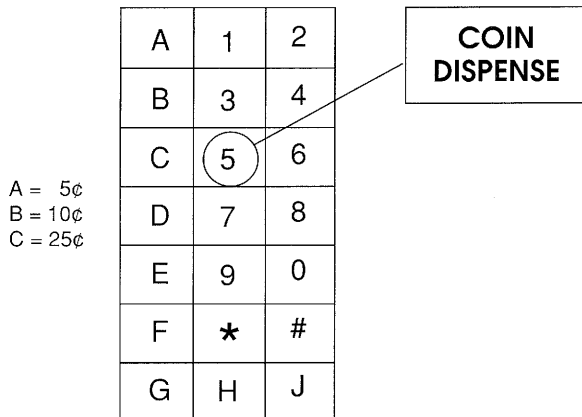 A 1 2
B 3 4
C 5 6
D 7 8
E 9 0
F * #
G H J
COIN
DISPENSE
A = 5¢
B = 10¢
C = 25¢